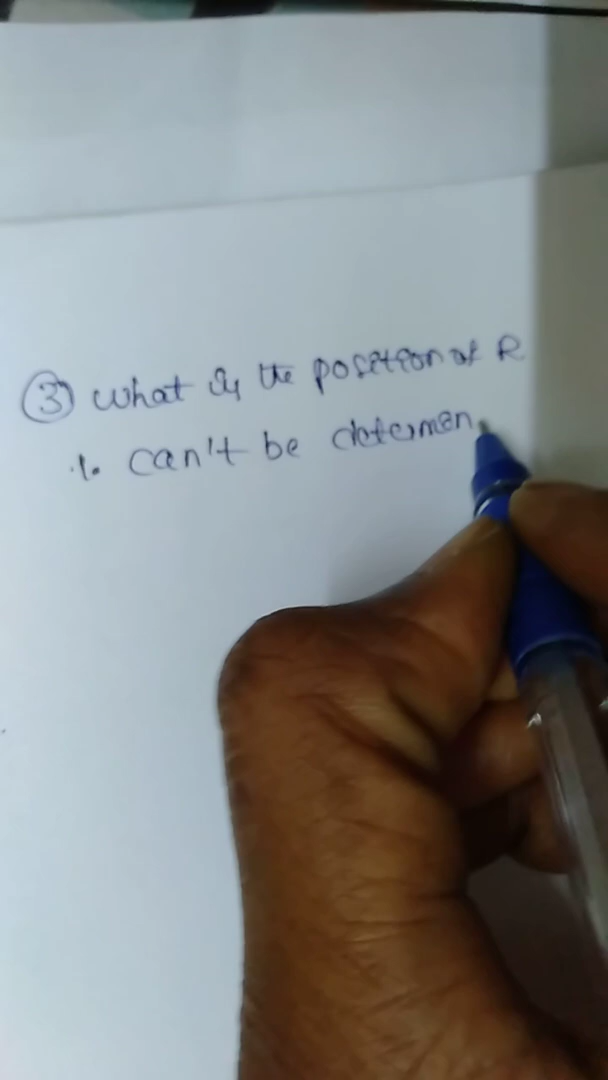 ③ What is the position of R
1. can't be determin